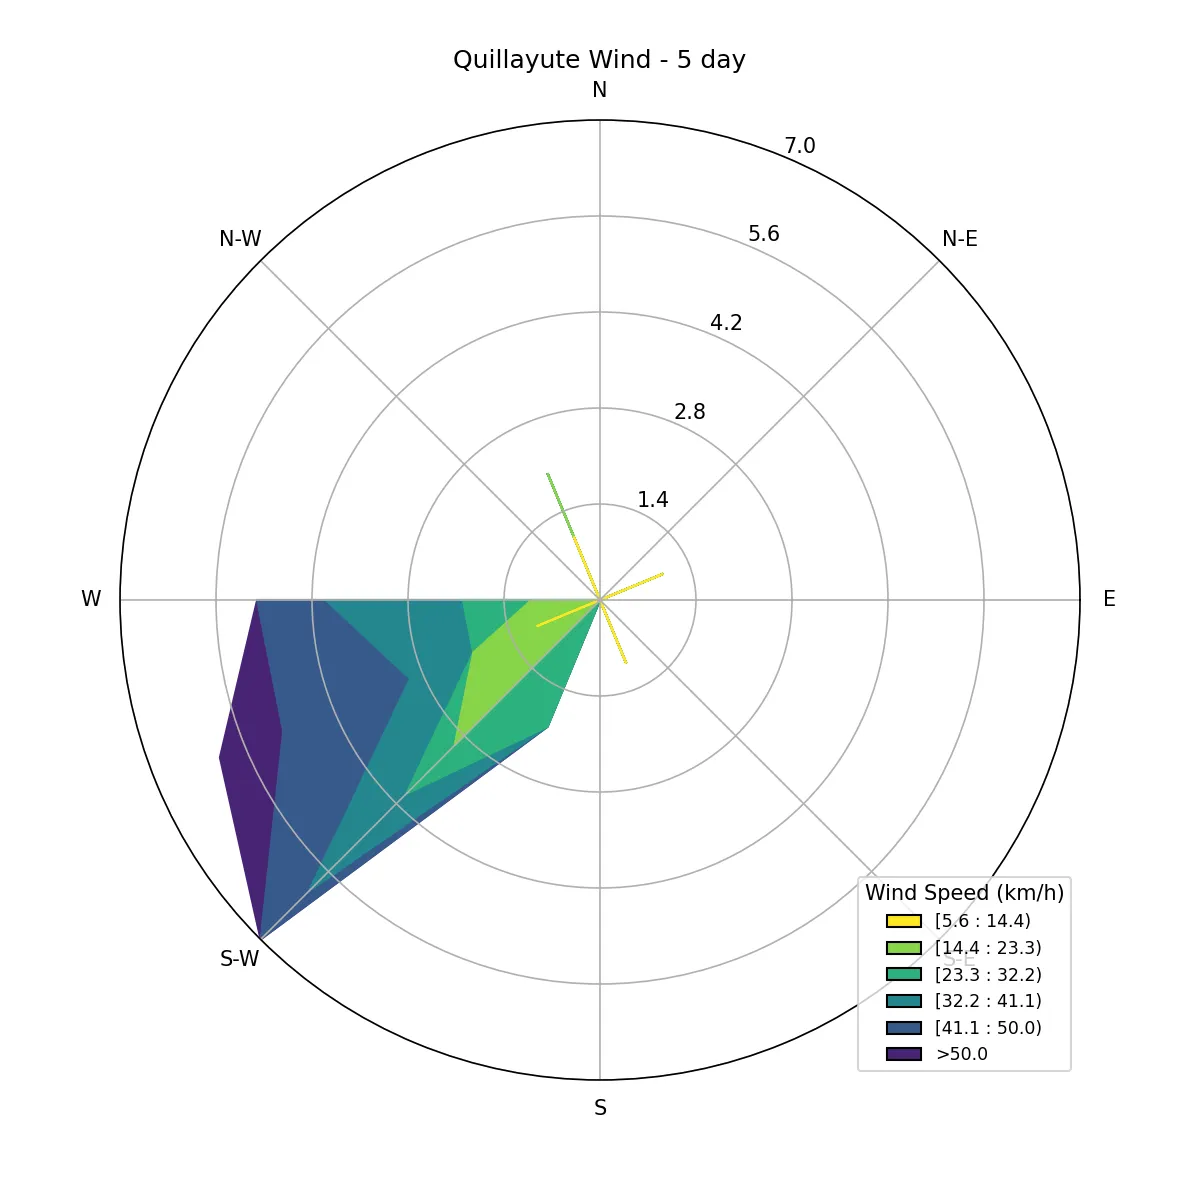 Quillayute Wind - 5 day
N
7.0
N-W
5.6
N-E
4.2
2.8
1.4
W
E
S-W
S-E
Wind Speed (km/h)
[5.6 : 14.4)
[14.4 : 23.3)
[23.3 : 32.2)
[32.2 : 41.1)
[41.1 : 50.0)
>50.0
S